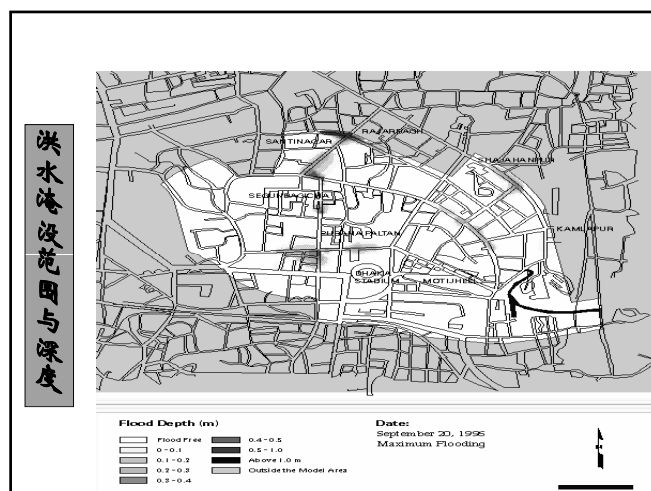 洪水淹没范围与深度
SANTINAGAR
RAJARBAGH
SHAJAHANPUR
SEGUNBAGICHA
KAMLAPUR
PURANA PALTAN
DHAKA
STADIUM
MOTIJHEEL
Flood Depth (m)
Flood Free
0-0.1
0.1-0.2
0.2-0.3
0.3-0.4
0.4-0.5
0.5-1.0
Above 1.0 m
Outside the Model Area
Date:
September 20, 1996
Maximum Flooding